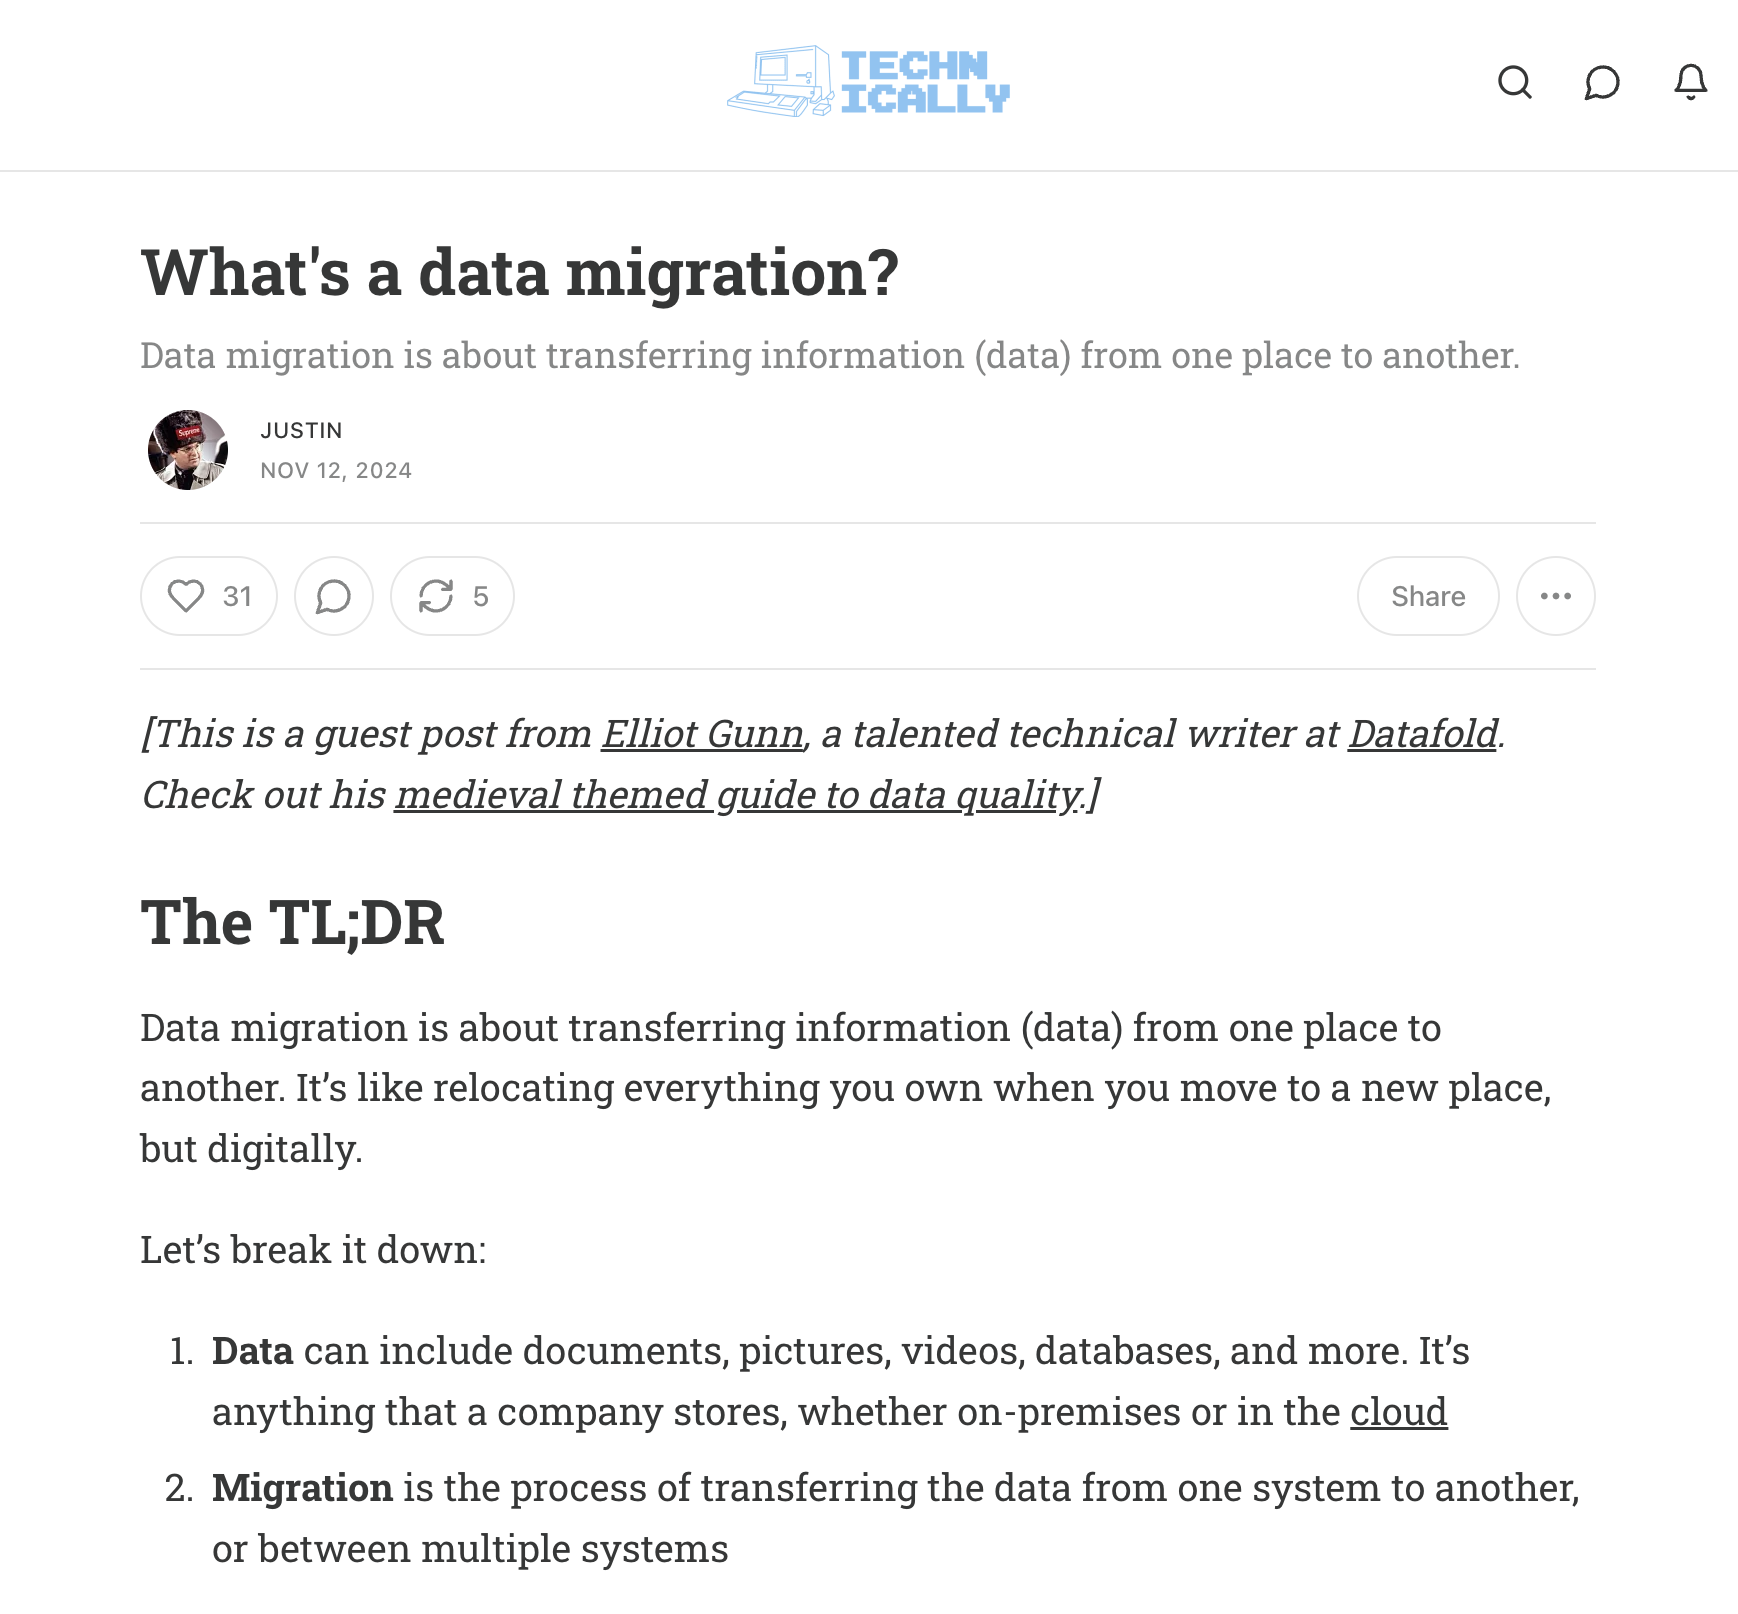 TECHN
ICALLY
What's a data migration?
Data migration is about transferring information (data) from one place to another.
Supreme
JUSTIN
NOV 12, 2024
31
5
Share
[This is a guest post from Elliot Gunn, a talented technical writer at Datafold.
Check out his medieval themed guide to data quality.]
The TL;DR
Data migration is about transferring information (data) from one place to
another. It’s like relocating everything you own when you move to a new place,
but digitally.
Let’s break it down:
1. Data can include documents, pictures, videos, databases, and more. It’s
anything that a company stores, whether on-premises or in the cloud
2. Migration is the process of transferring the data from one system to another,
or between multiple systems